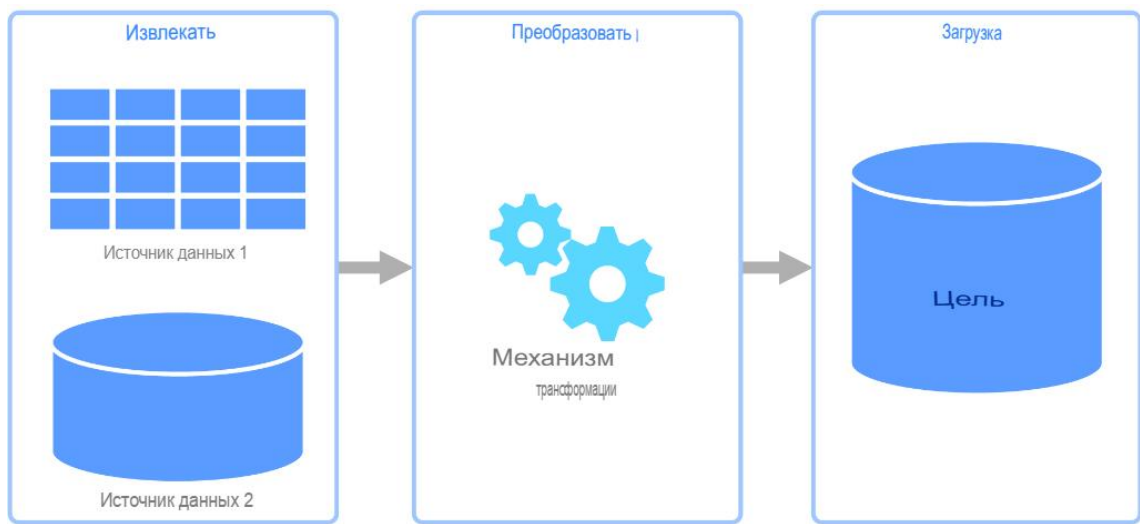 Извлекать
Источник данных 1
Источник данных 2
Преобразовать |
Механизм
трансформации
Загрузка
Цель